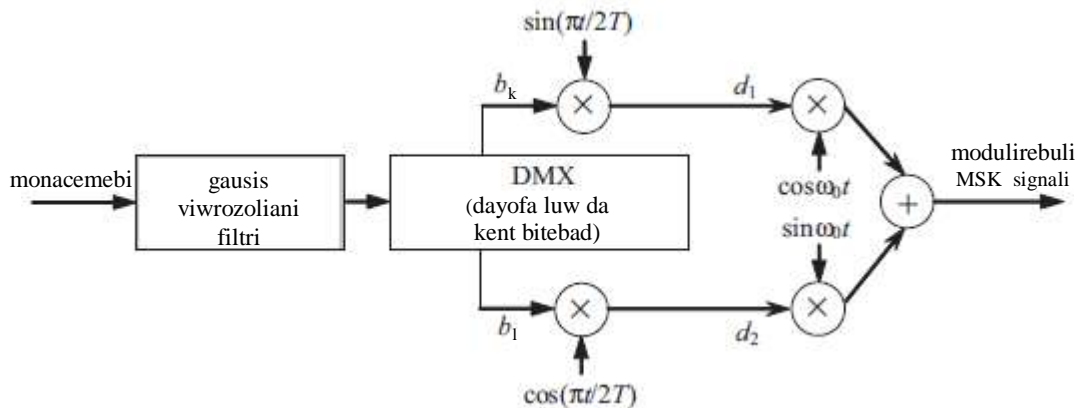 sin(πt/2T)
b_k
d_1
monacemebi
gausis
viwrozoliani
filtri
DMX
(dayofa luw da
kent bitebad)
cosω_0t
sinω_0t
modulirebuli
MSK signali
b_l
d_2
cos(πt/2T)